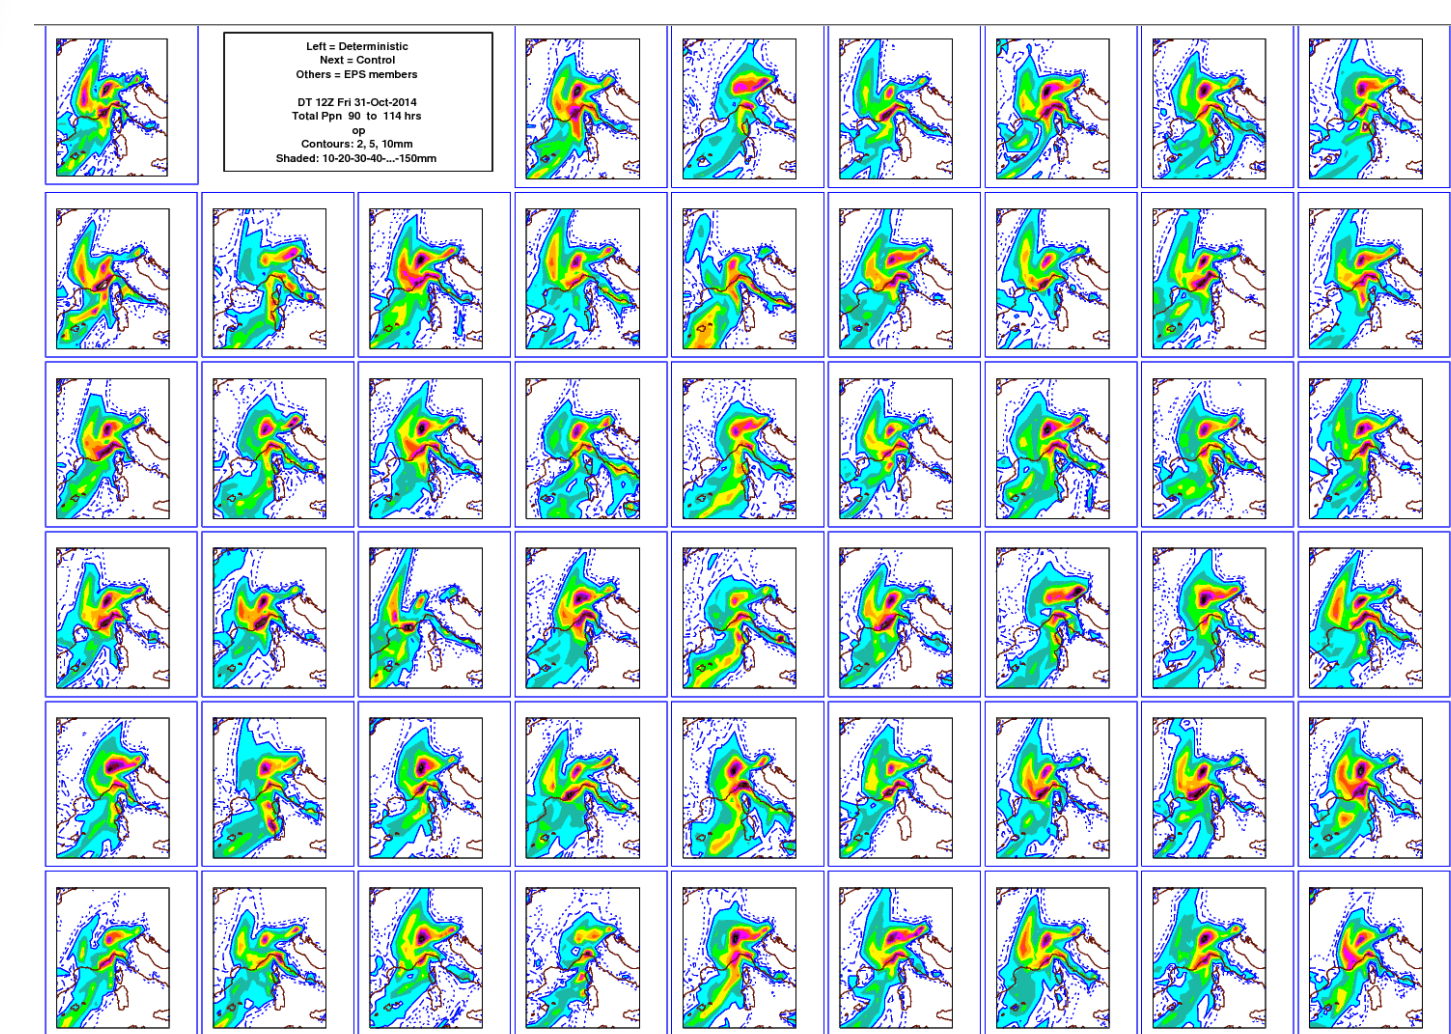 Left = Deterministic
Next = Control
Others = EPS members
DT 12Z Fri 31-Oct-2014
Total Ppn 90 to 114 hrs
op
Contours: 2, 5, 10mm
Shaded: 10-20-30-40-...-150mm